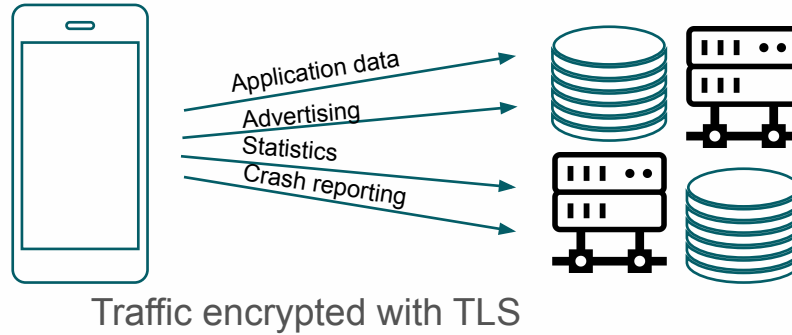 Application data
Advertising
Statistics
Crash reporting
Traffic encrypted with TLS